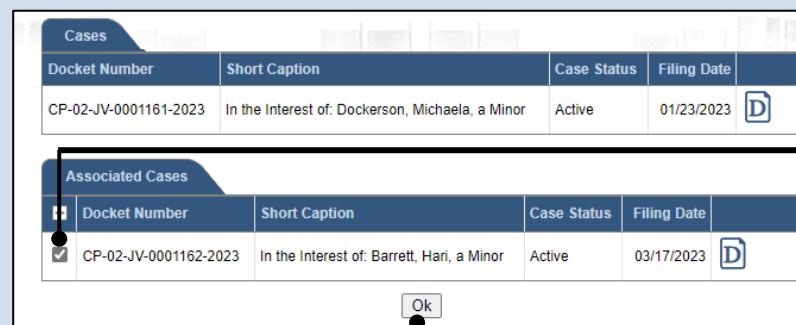 Cases
Docket Number Short Caption Case Status Filing Date
CP-02-JV-0001161-2023 In the Interest of: Dockerson, Michaela, a Minor Active 01/23/2023 D
Associated Cases
Docket Number Short Caption Case Status Filing Date
CP-02-JV-0001162-2023 In the Interest of: Barrett, Hari, a Minor Active 03/17/2023 D
Ok